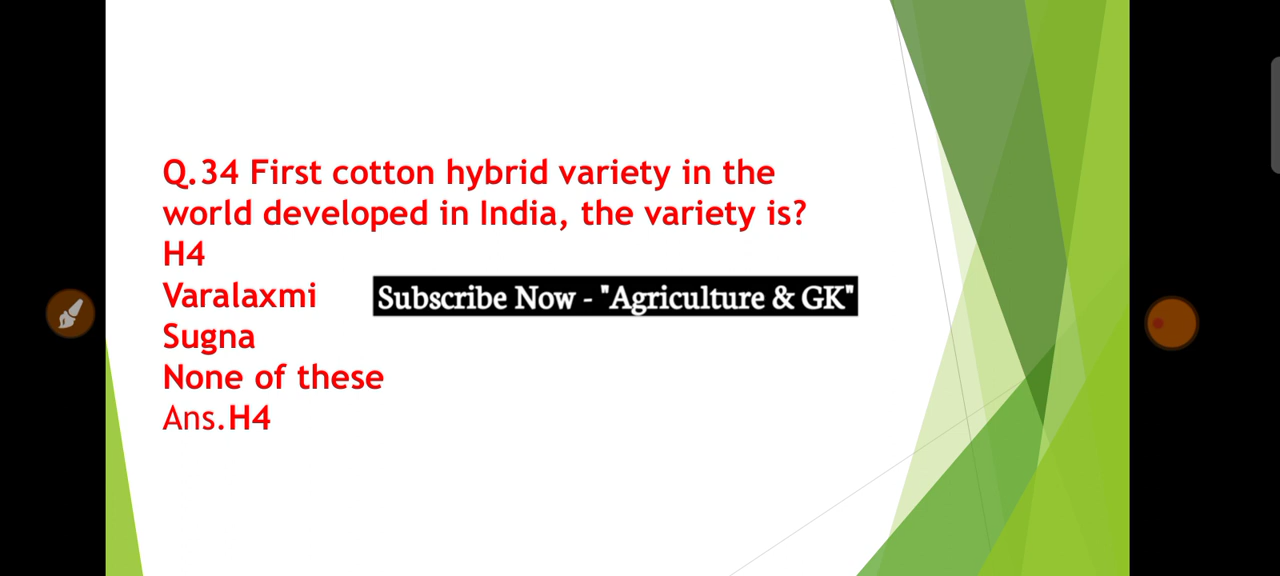 Q.34 First cotton hybrid variety in the
world developed in India, the variety is?
H4
Varalaxmi
Subscribe Now - "Agriculture & GK"
Sugna
None of these
Ans.H4